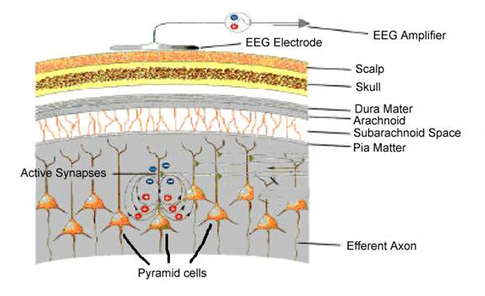 EEG Amplifier
EEG Electrode
Scalp
Skull
Dura Mater
Arachnoid
Subarachnoid Space
Pia Matter
Active Synapses
Efferent Axon
Pyramid cells